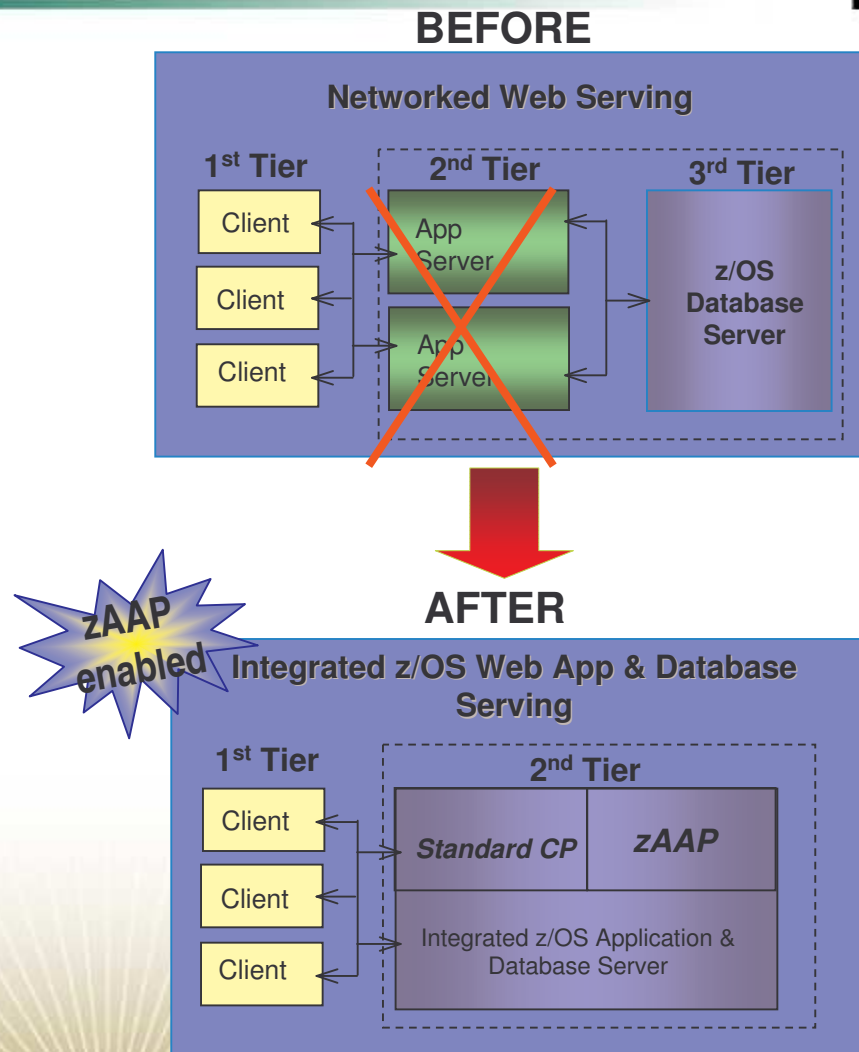 BEFORE
Networked Web Serving
1st Tier
2nd Tier
3rd Tier
Client
Client
Client
App
Server
App
Server
z/OS
Database
Server
AFTER
zAAP
enabled
Integrated z/OS Web App & Database
Serving
1st Tier
2nd Tier
Client
Client
Client
Standard CP
zAAP
Integrated z/OS Application &
Database Server